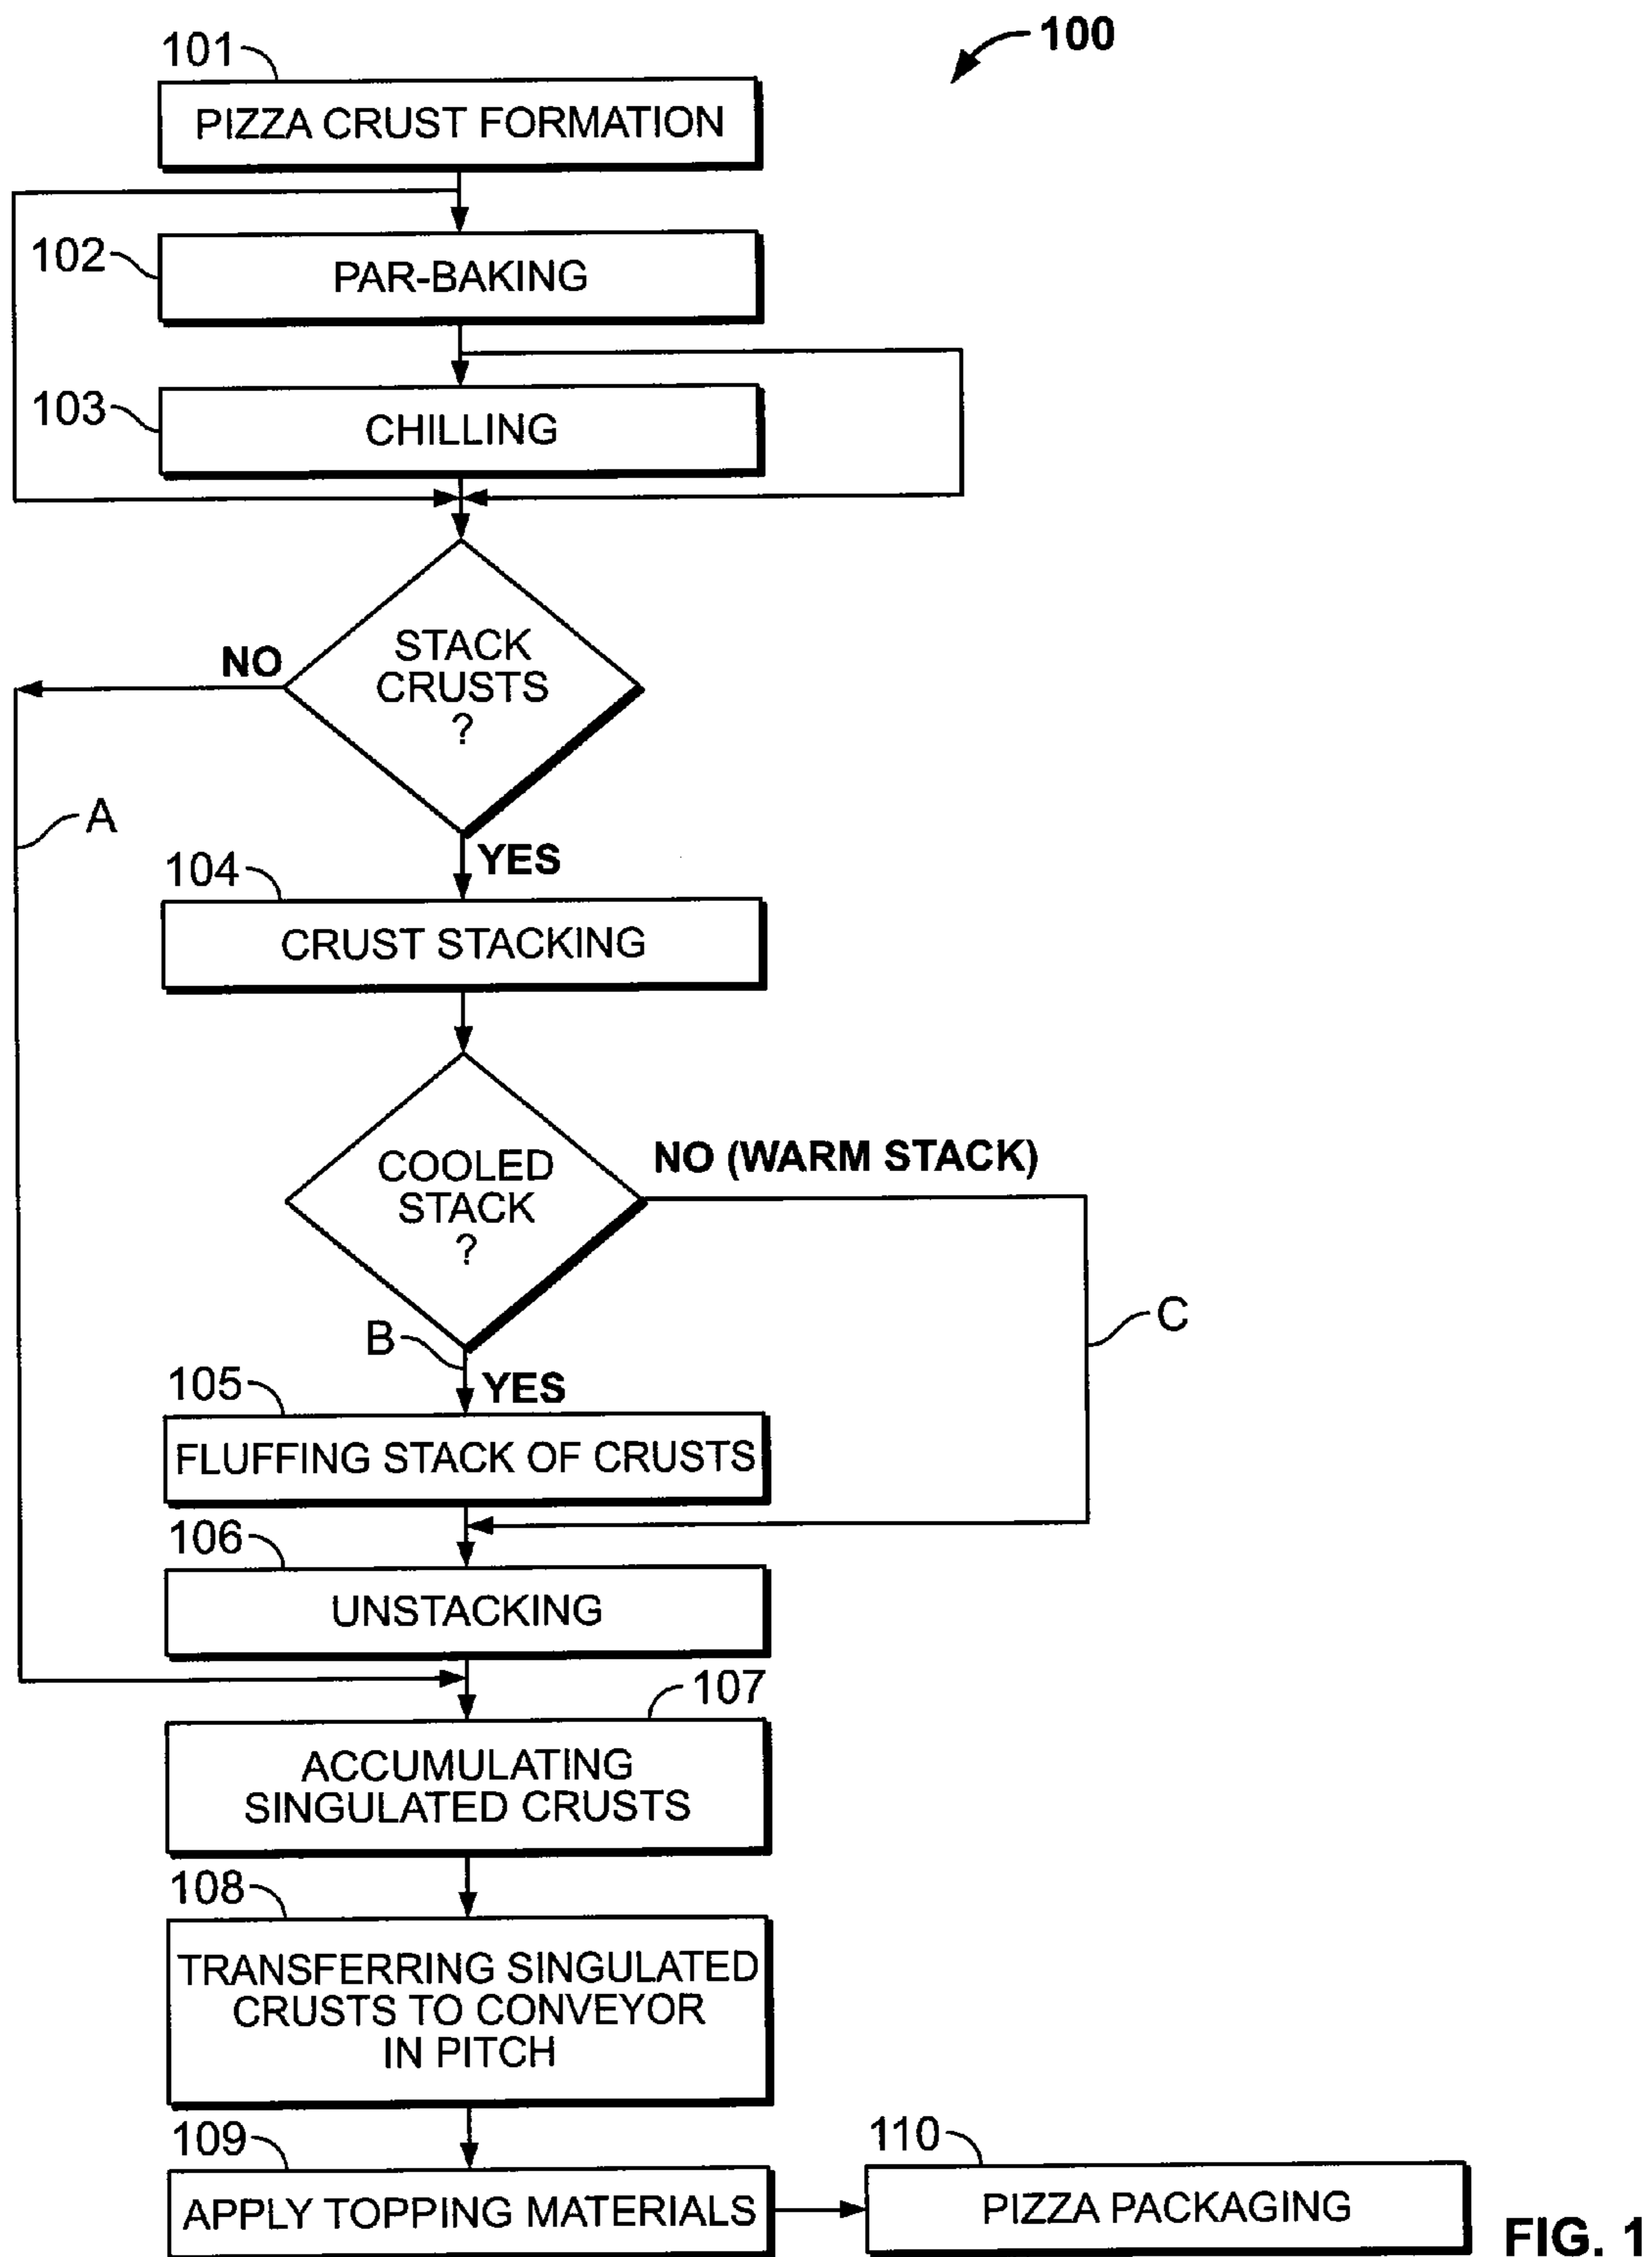 100
101
PIZZA CRUST FORMATION
102
PAR-BAKING
103
CHILLING
STACK
CRUSTS
?
NO
A
YES
104
CRUST STACKING
COOLED
STACK
?
NO (WARM STACK)
B
C
YES
105
FLUFFING STACK OF CRUSTS
106
UNSTACKING
107
ACCUMULATING
SINGULATED CRUSTS
108
TRANSFERRING SINGULATED
CRUSTS TO CONVEYOR
IN PITCH
109
APPLY TOPPING MATERIALS
110
PIZZA PACKAGING
FIG. 1